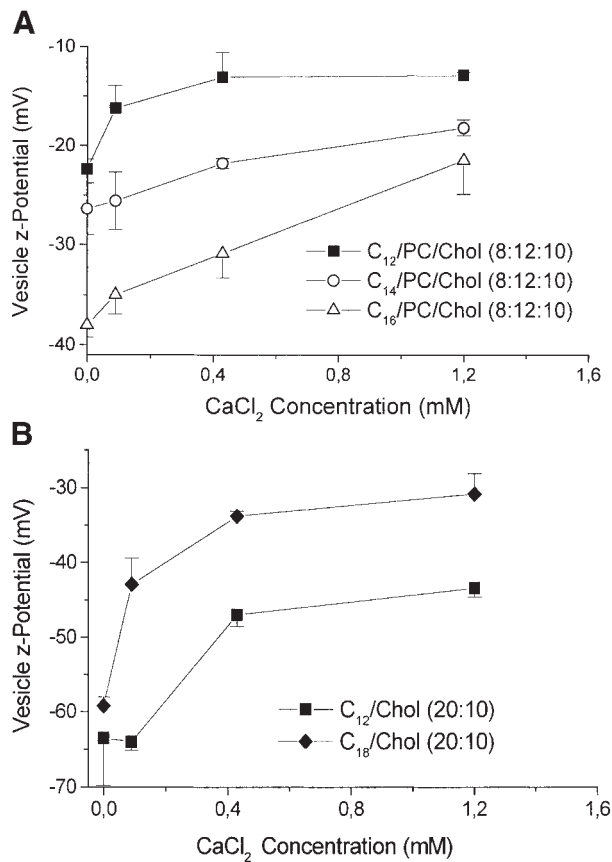 A
-10
-20
-30
-40
Vesicle z-Potential (mV)
C₁₂/PC/Chol (8:12:10)
C₁₄/PC/Chol (8:12:10)
C₁₆/PC/Chol (8:12:10)
0,0 0,4 0,8 1,2 1,6
CaCl₂ Concentration (mM)
B
-30
-40
-50
-60
-70
Vesicle z-Potential (mV)
C₁₂/Chol (20:10)
C₁₈/Chol (20:10)
0,0 0,4 0,8 1,2 1,6
CaCl₂ Concentration (mM)